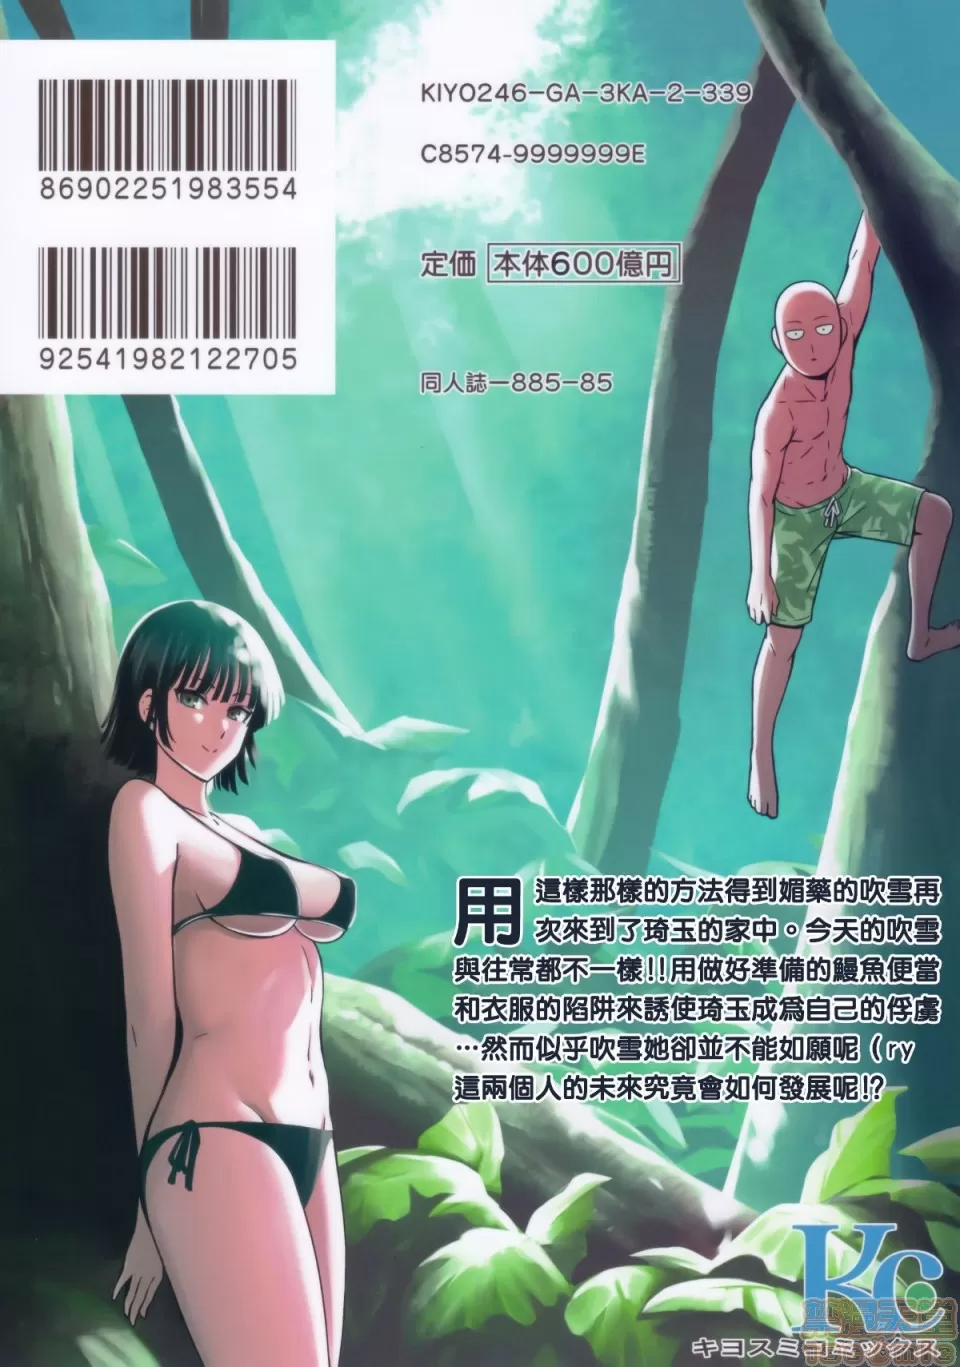 86902251983554
92541982122705
KIYO246-GA-3KA-2-339
C8574-9999999E
定価 本体600億円
同人誌-885-85
用這樣那樣的方法得到媚藥的吹雪再
次來到了琦玉的家中。今天的吹雪
與往常都不一樣!!用做好準備的鰻魚便當
和衣服的陷阱來誘使琦玉成為自己的俘虜
…然而似乎吹雪她卻並不能如願呢（ry
這兩個人的未來究竟會如何發展呢!?
KC
キヨスミコミックス